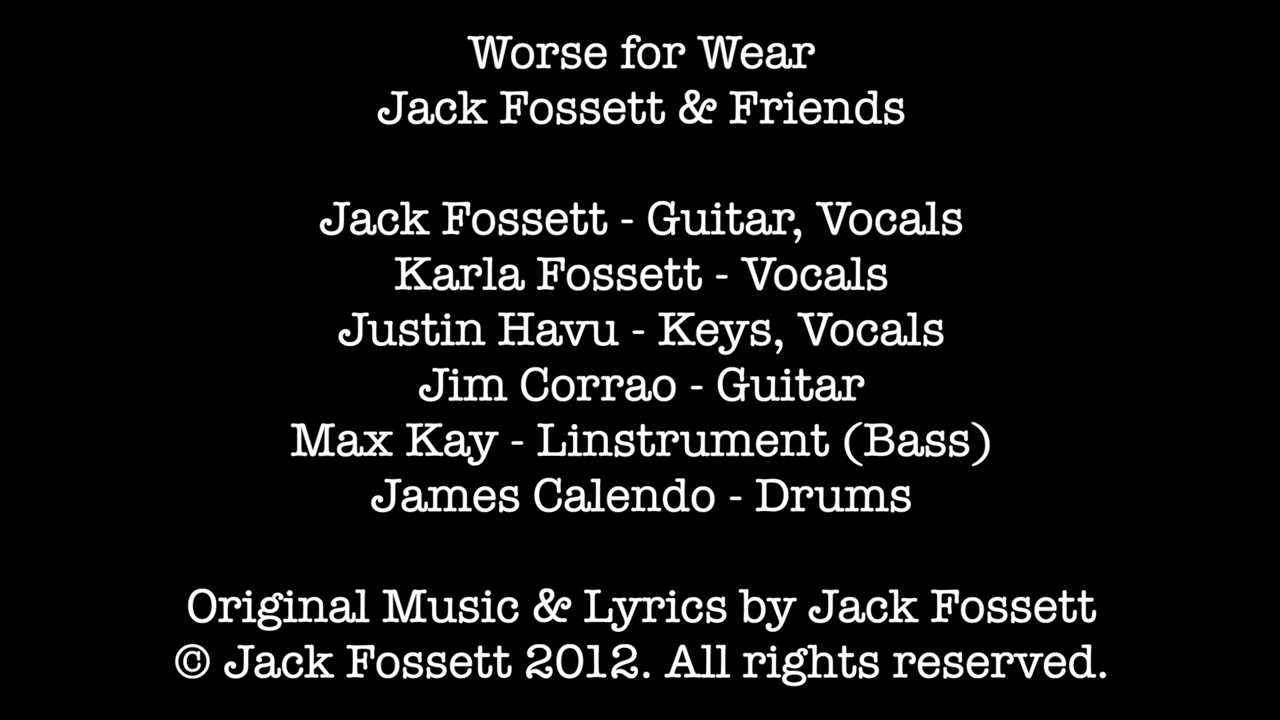 Worse for Wear
Jack Fossett & Friends
Jack Fossett - Guitar, Vocals
Karla Fossett - Vocals
Justin Havu - Keys, Vocals
Jim Corrao - Guitar
Max Kay - Linstrument (Bass)
James Calendo - Drums
Original Music & Lyrics by Jack Fossett
© Jack Fossett 2012. All rights reserved.